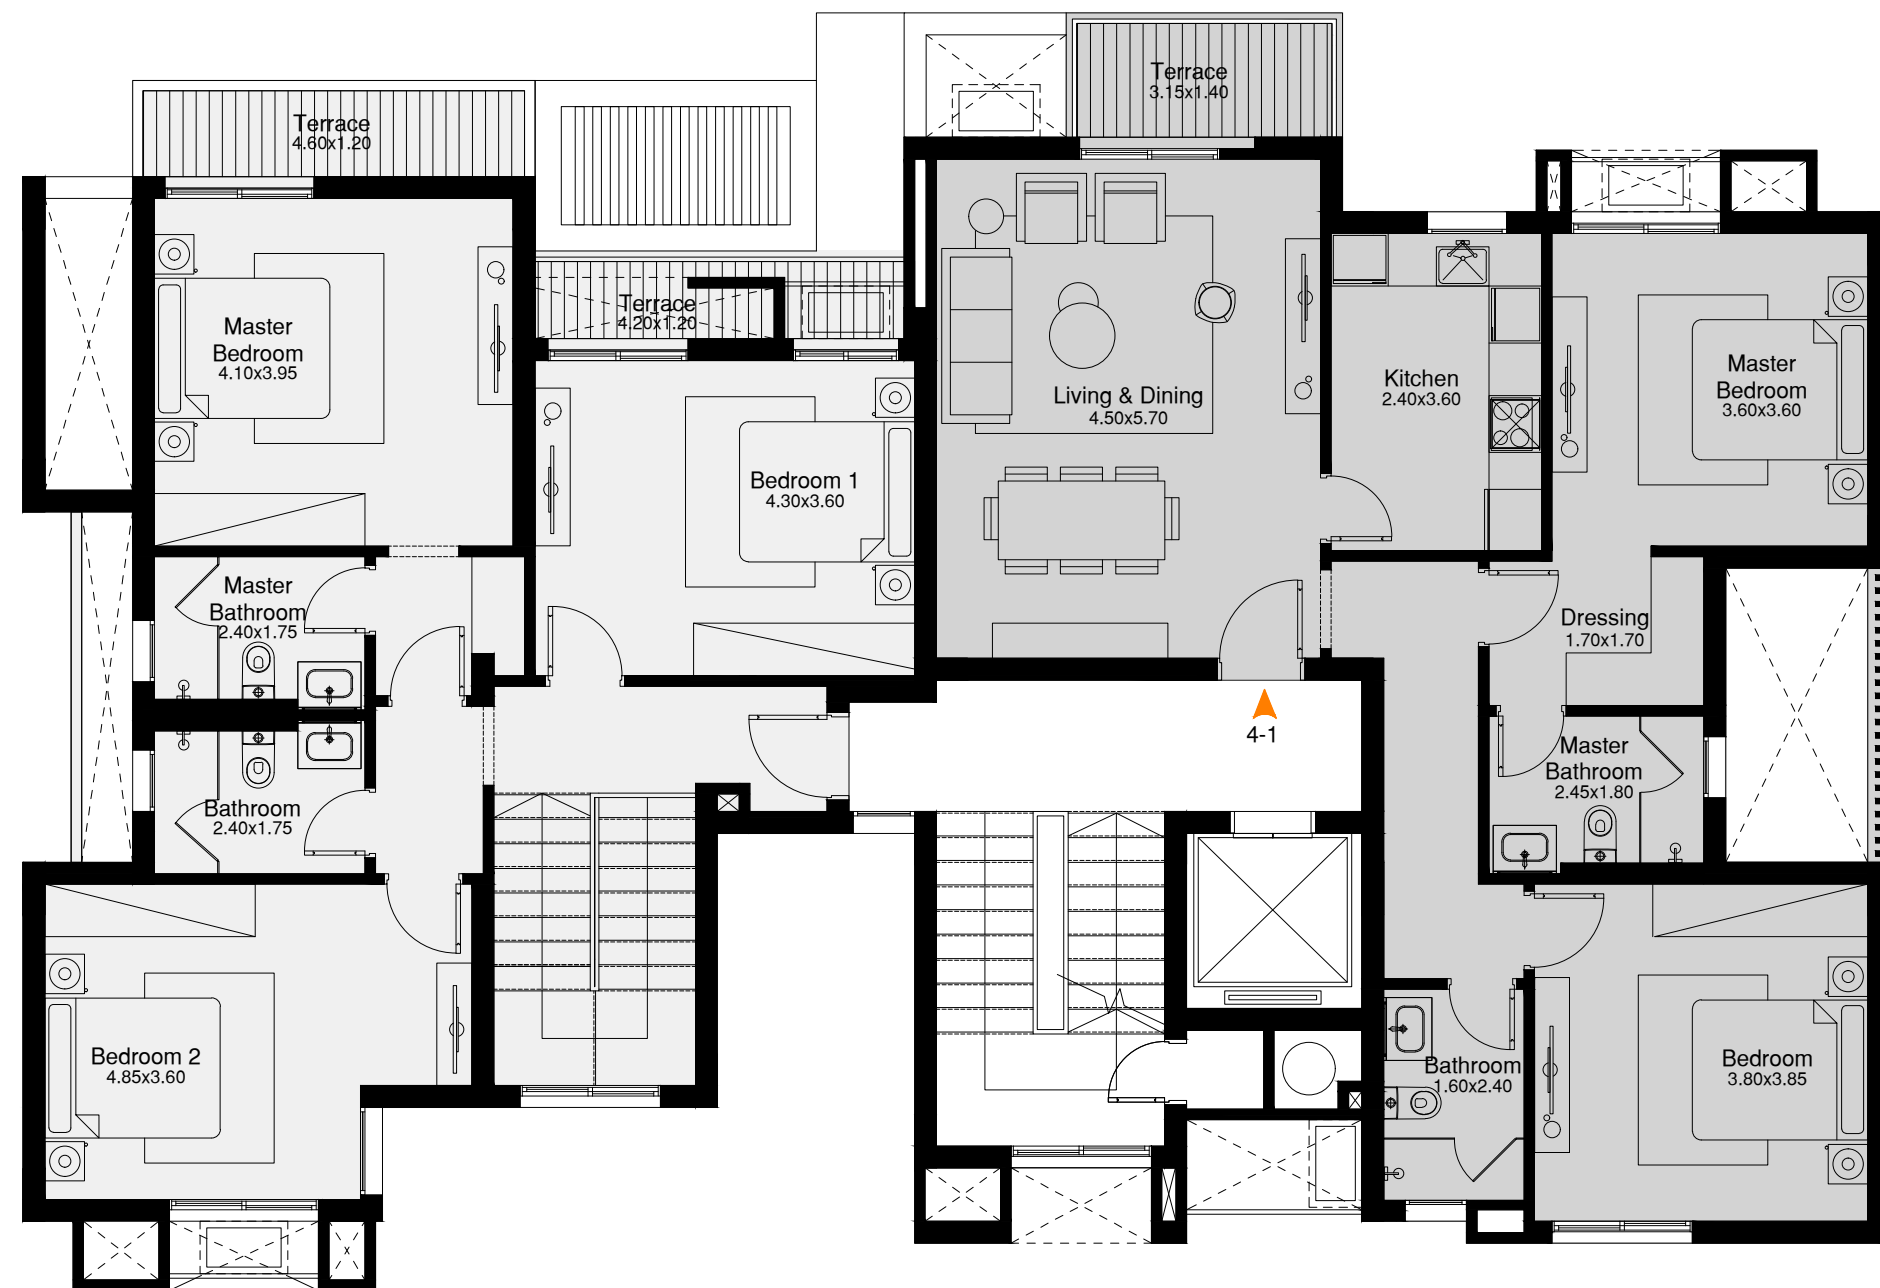 Terrace
3.15x1.40
Terrace
4.60x1.20
Terrace
4.20x1.20
Master
Bedroom
4.10x3.95
Living & Dining
4.50x5.70
Kitchen
2.40x3.60
Master
Bedroom
3.60x3.60
Bedroom 1
4.30x3.60
Master
Bathroom
2.40x1.75
Dressing
1.70x1.70
4-1
Master
Bathroom
2.45x1.80
Bathroom
2.40x1.75
Bedroom 2
4.85x3.60
Bathroom
1.60x2.40
Bedroom
3.80x3.85